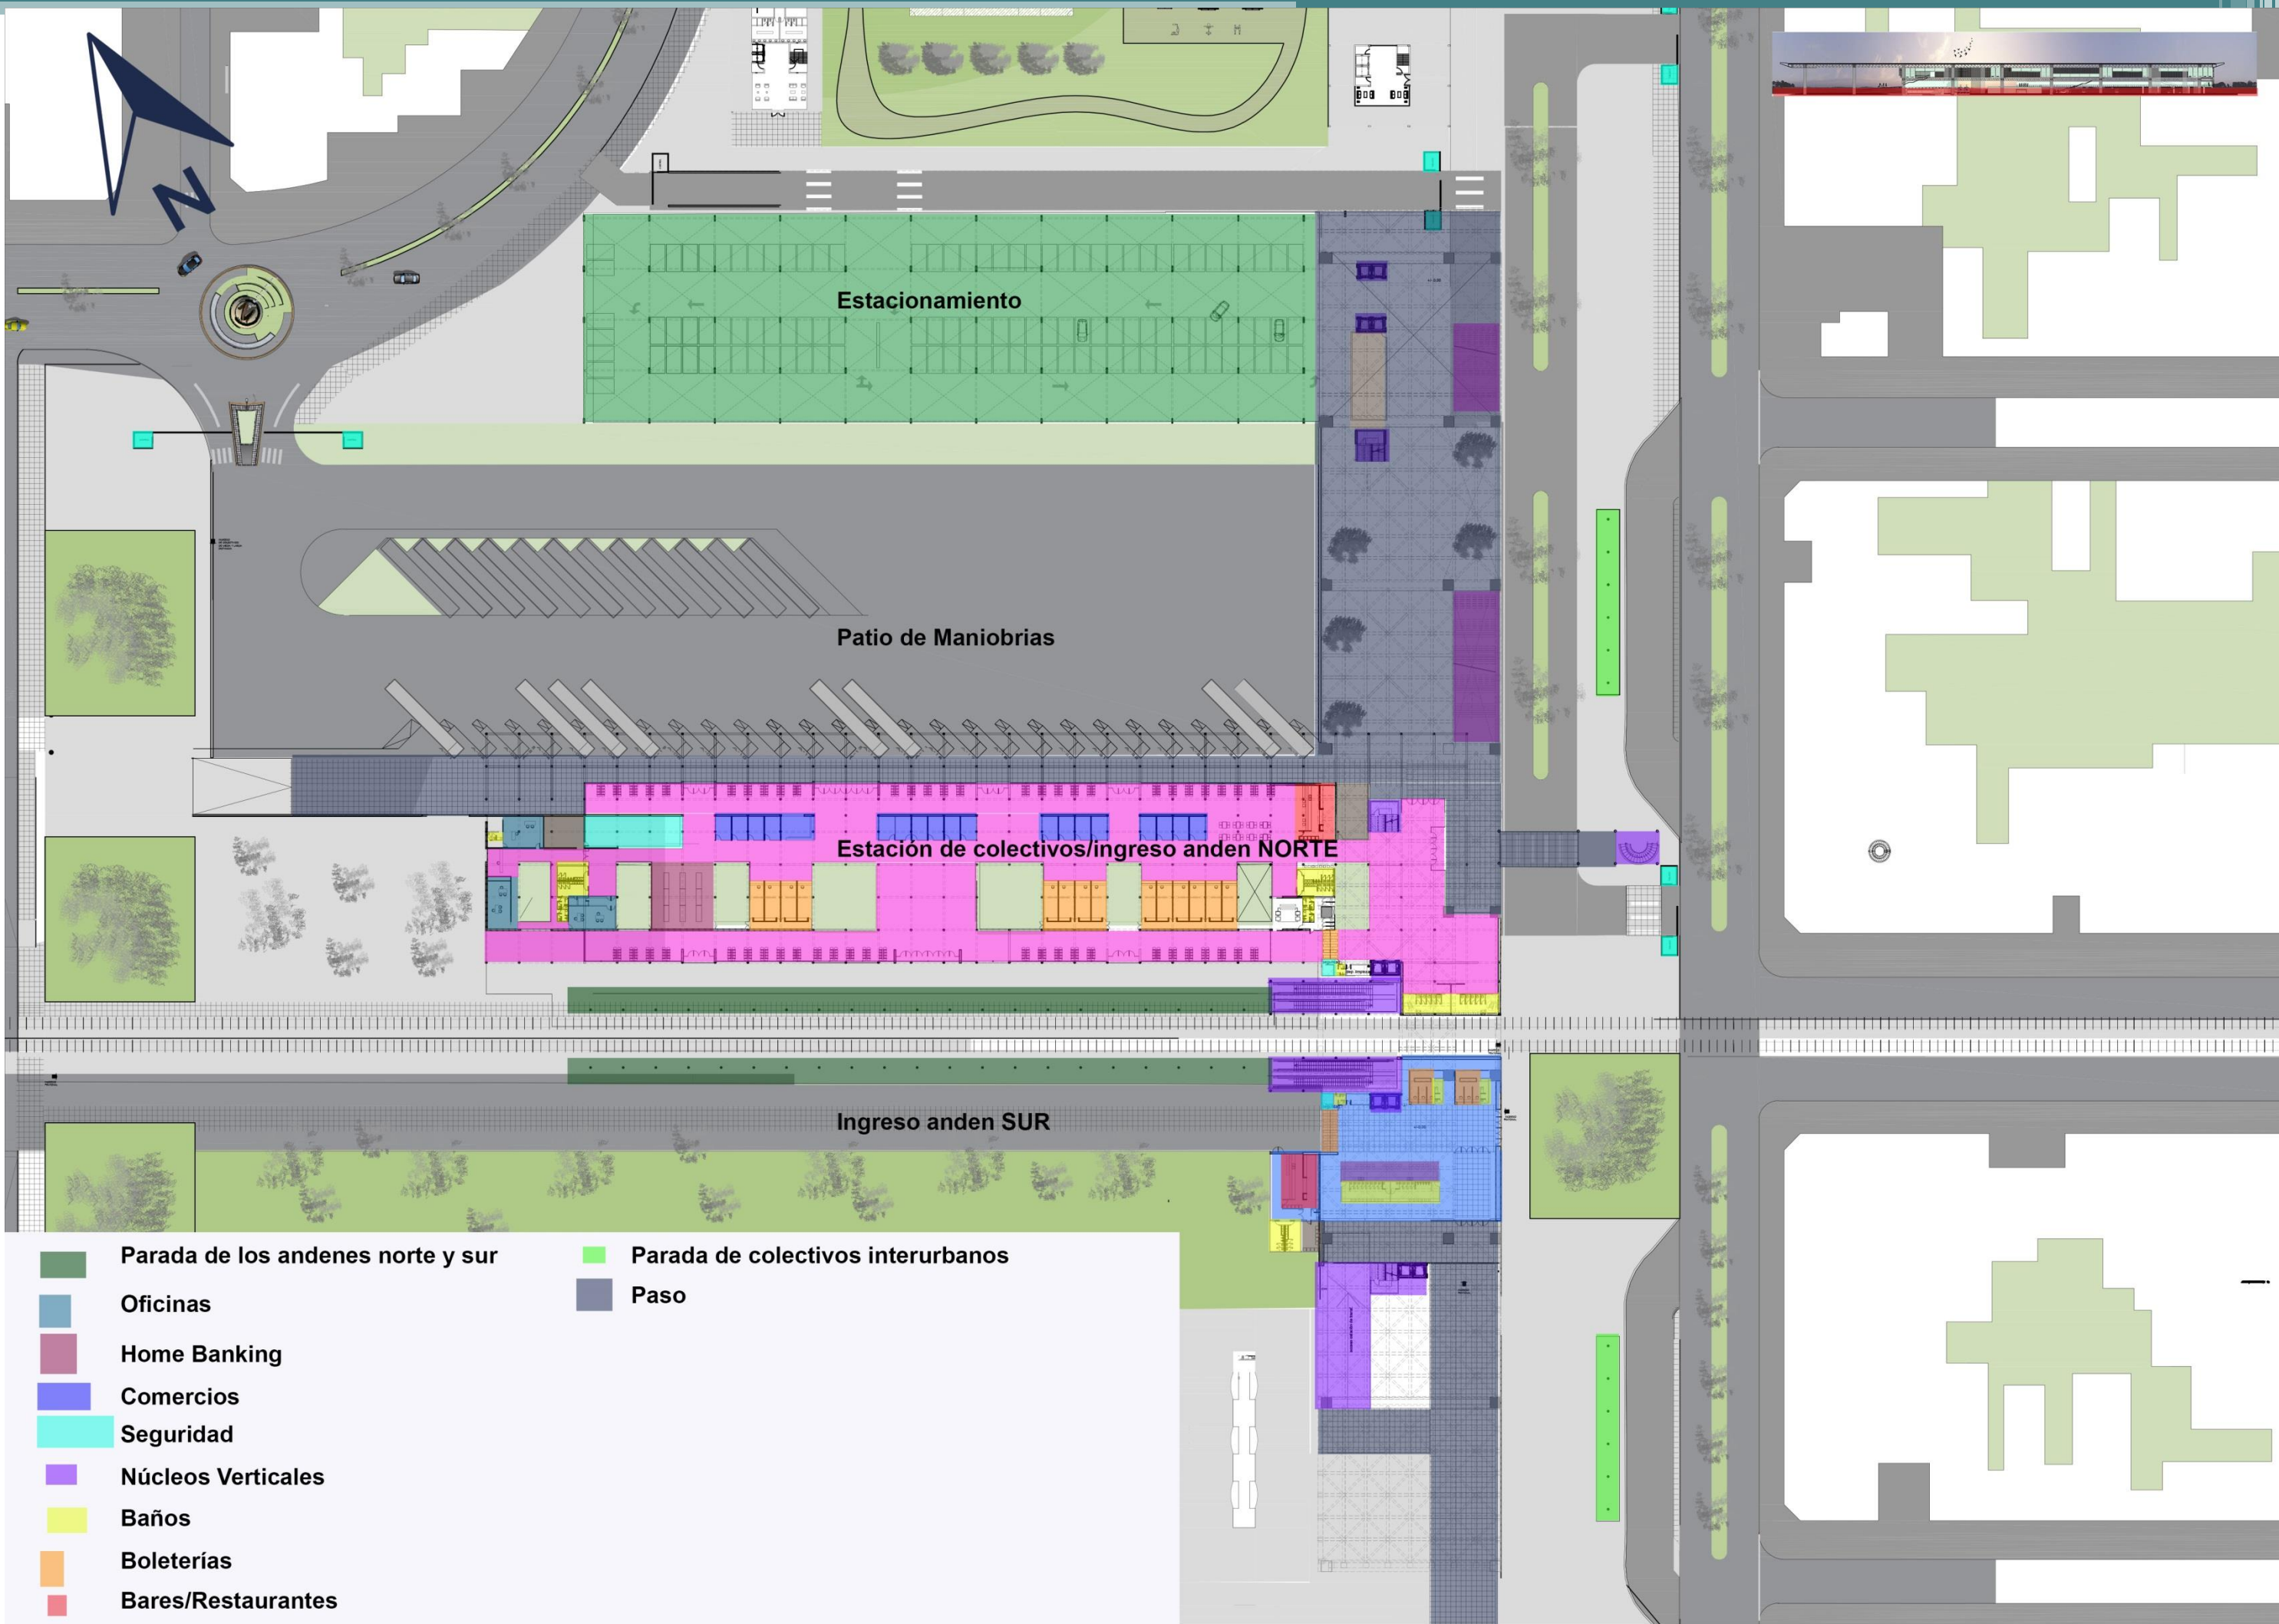 N
Estacionamiento
Patio de Maniobrias
Estación de colectivos/ingreso anden NORTE
Ingreso anden SUR
Parada de los andenes norte y sur
Oficinas
Home Banking
Comercios
Seguridad
Núcleos Verticales
Baños
Boleterías
Bares/Restaurantes
Parada de colectivos interurbanos
Paso